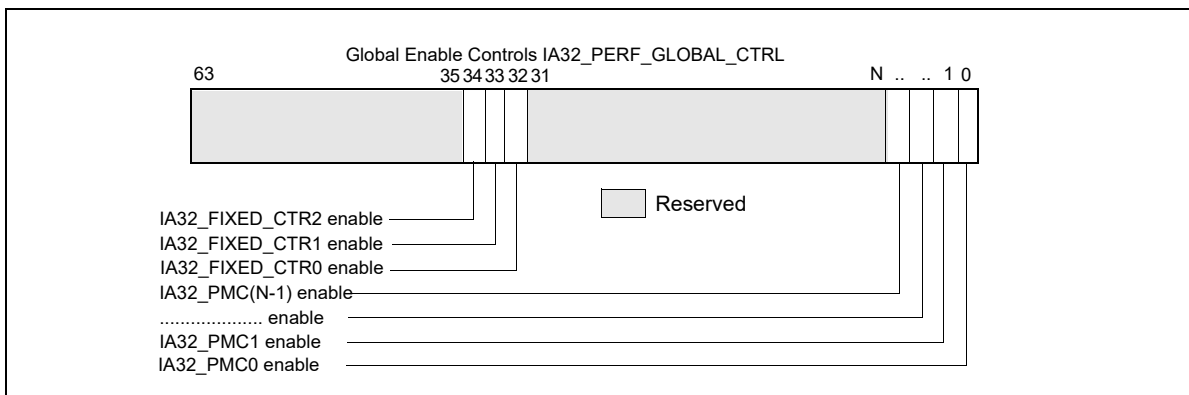 Global Enable Controls IA32_PERF_GLOBAL_CTRL
63 35 34 33 32 31 N .. .. 1 0
Reserved
IA32_FIXED_CTR2 enable
IA32_FIXED_CTR1 enable
IA32_FIXED_CTR0 enable
IA32_PMC(N-1) enable
.................... enable
IA32_PMC1 enable
IA32_PMC0 enable